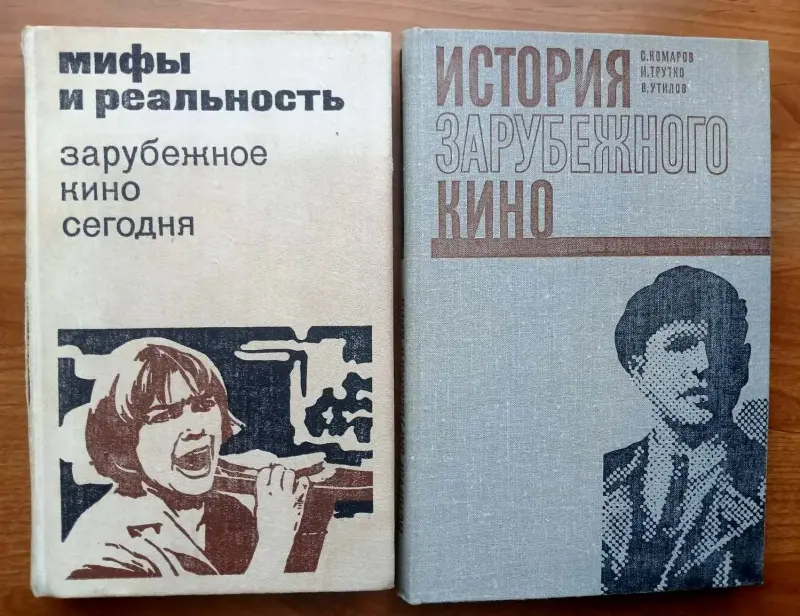 мифы
и реальность
зарубежное
кино
сегодня
С.КОМАРОВ
И.ТРУТКО
В.УТИЛОВ
ИСТОРИЯ
ЗАРУБЕЖНОГО
КИНО